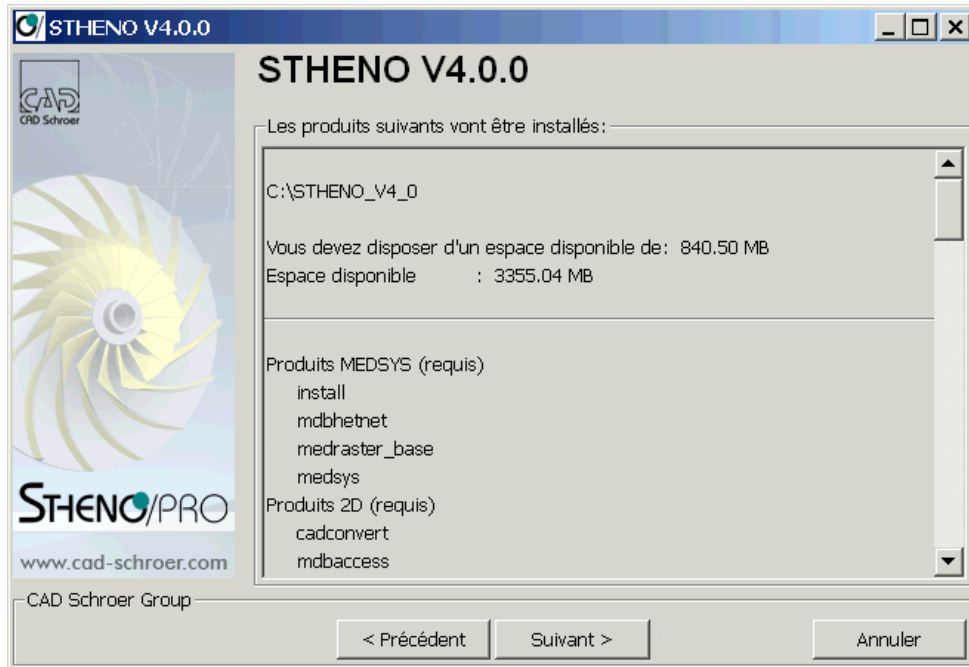 STHENO V4.0.0
CAD
CAD Schroer
STHENO V4.0.0
Les produits suivants vont être installés:
C:\STHENO_V4_0
Vous devez disposer d'un espace disponible de: 840.50 MB
Espace disponible : 3355.04 MB
Produits MEDSYS (requis)
install
mdbhetnet
medraster_base
medsys
Produits 2D (requis)
cadconvert
mdbaccess
STHENO/PRO
www.cad-schroer.com
CAD Schroer Group
< Précédent
Suivant >
Annuler